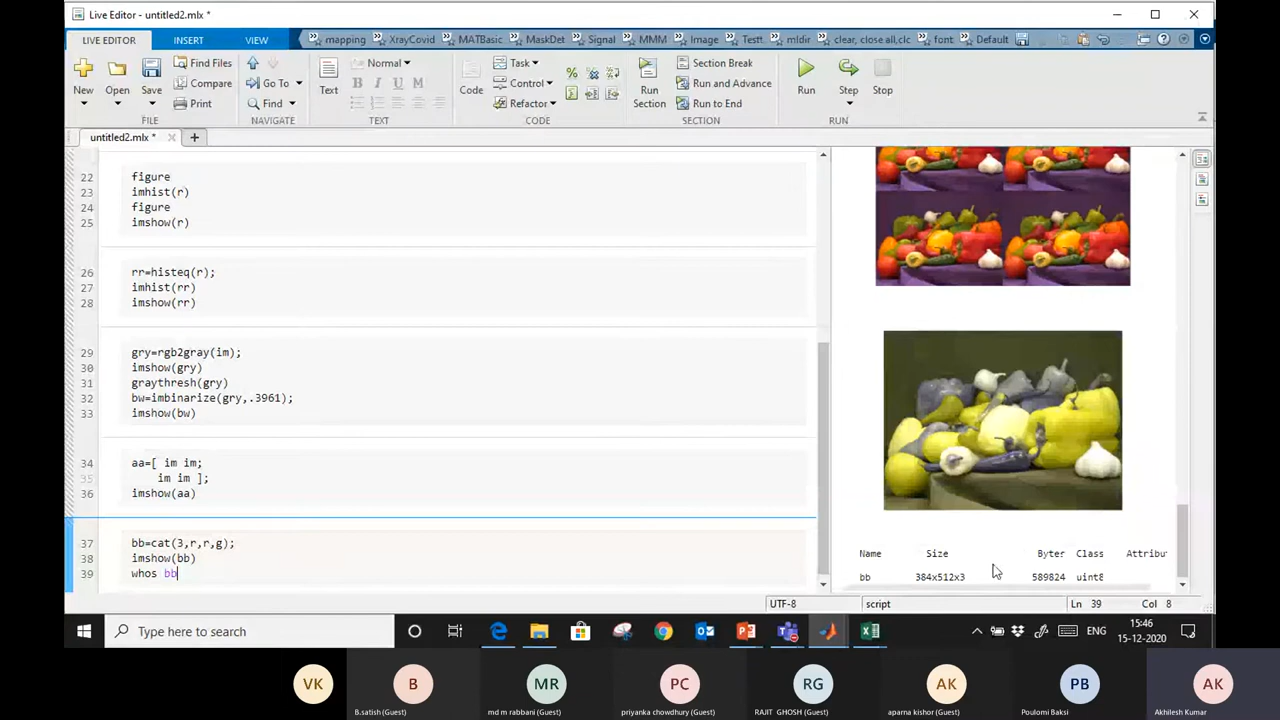 Live Editor - untitled2.mlx *
LIVE EDITOR INSERT VIEW mapping XrayCovid MATBasic MaskDet Signal MMM Image Testt mldir clear, close all,clc font Default
New Open Save Find Files Compare Print
Go To Find
Text Normal B I U M
Code Task Control Refactor
Run Section Section Break Run and Advance Run to End
Run Step Stop
FILE NAVIGATE TEXT CODE SECTION RUN
untitled2.mlx *
22 figure
23 imhist(r)
24 figure
25 imshow(r)
26 rr=histeq(r);
27 imhist(rr)
28 imshow(rr)
29 gry=rgb2gray(im);
30 imshow(gry)
31 graythresh(gry)
32 bw=imbinarize(gry,.3961);
33 imshow(bw)
34 aa=[ im im;
35 im im ];
36 imshow(aa)
37 bb=cat(3,r,r,g);
38 imshow(bb)
39 whos bb
Name Size Bytes Class Attribu
bb 384x512x3 589824 uint8
UTF-8 script Ln 39 Col 8
Type here to search
ENG
15:46
15-12-2020
VK B MR PC RG AK PB AK
B.satish (Guest) md m rabbani (Guest) priyanka chowdhury (Guest) RAJIT GHOSH (Guest) aparna kishor (Guest) Poulomi Baksi Akhilesh Kumar